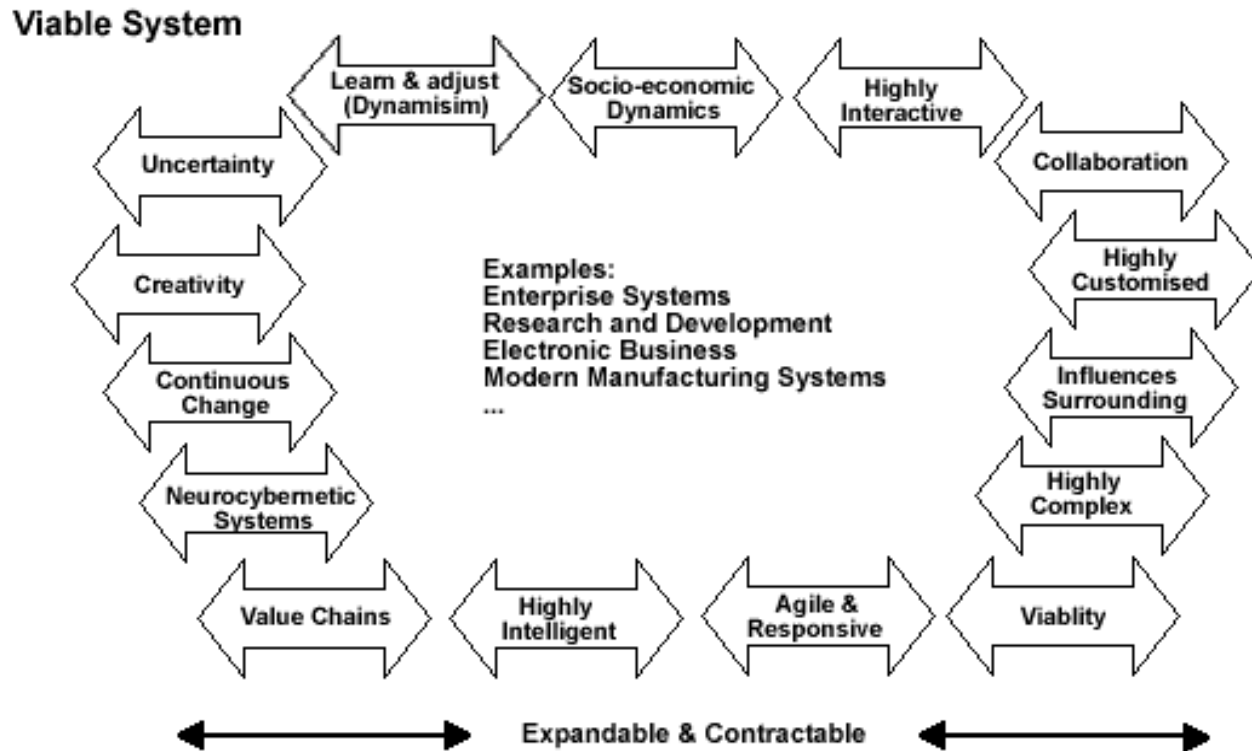 Viable System
Learn & adjust
(Dynamisim)
Socio-economic
Dynamics
Highly
Interactive
Uncertainty
Collaboration
Creativity
Highly
Customised
Examples:
Enterprise Systems
Research and Development
Electronic Business
Modern Manufacturing Systems
...
Continuous
Change
Influences
Surrounding
Neurocybernetic
Systems
Highly
Complex
Value Chains
Highly
Intelligent
Agile &
Responsive
Viablity
Expandable & Contractable